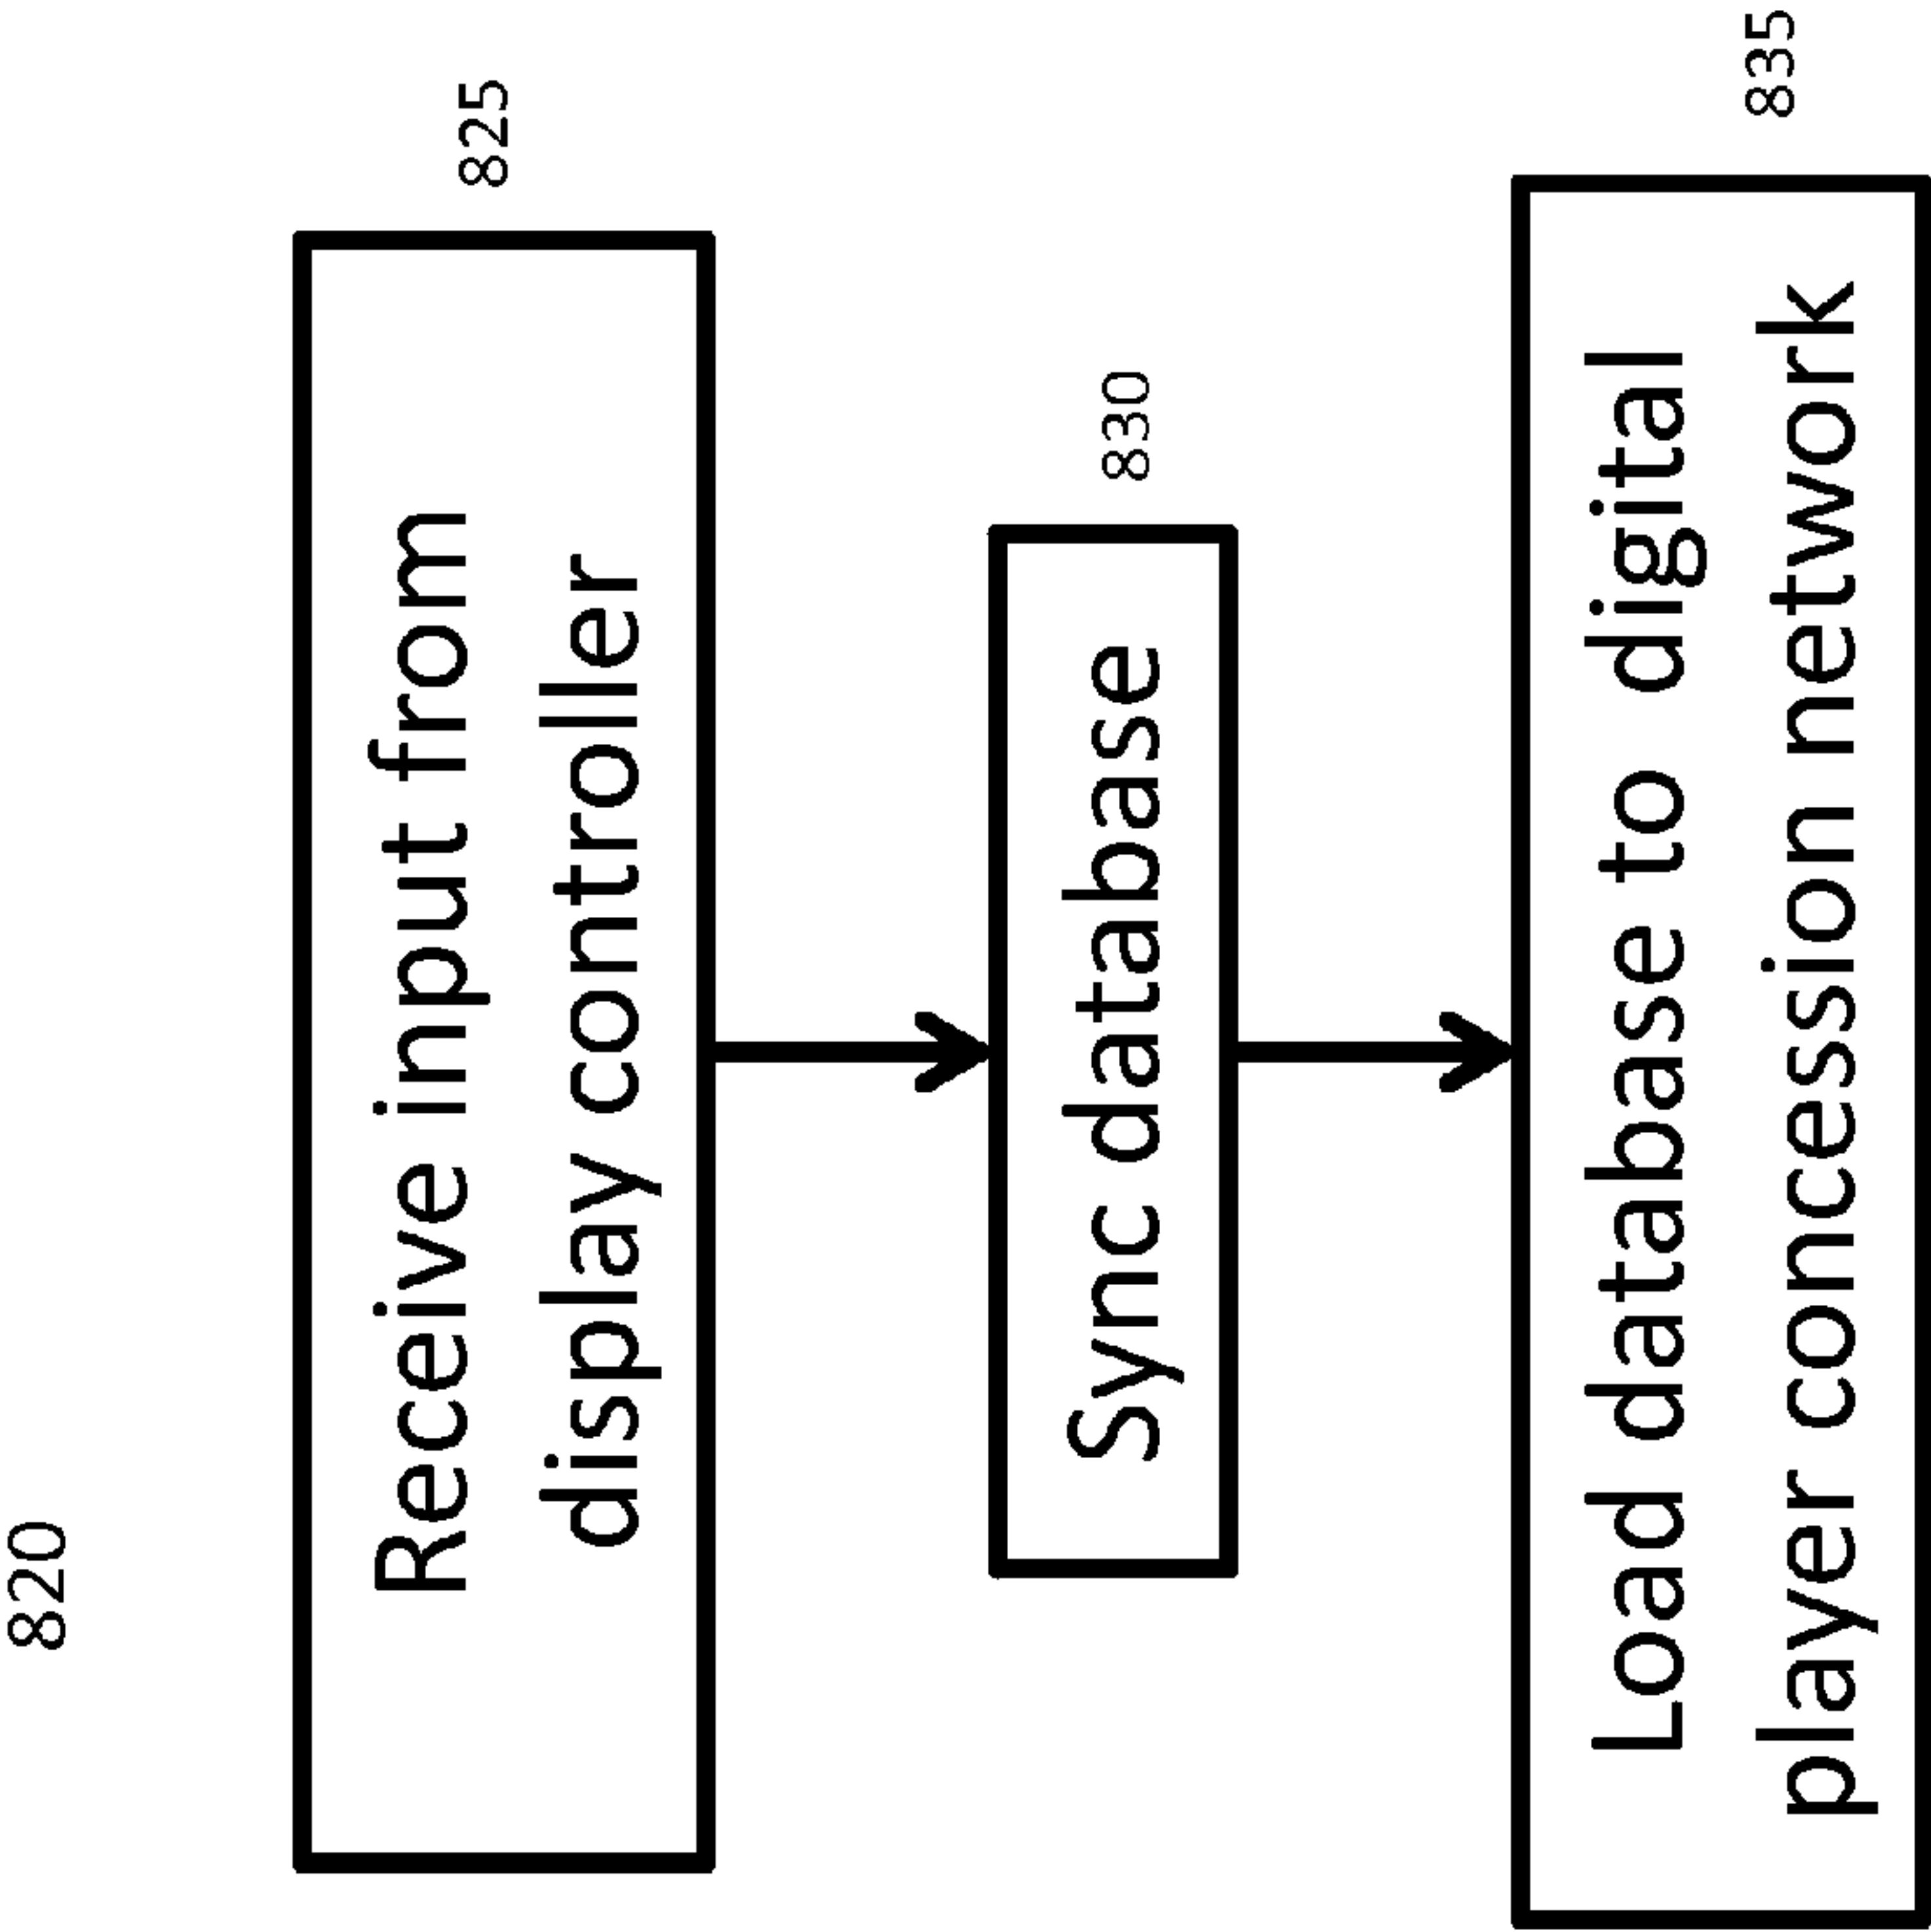 820
Receive input from
display controller
825
Sync database
830
Load database to digital
player concession network
835